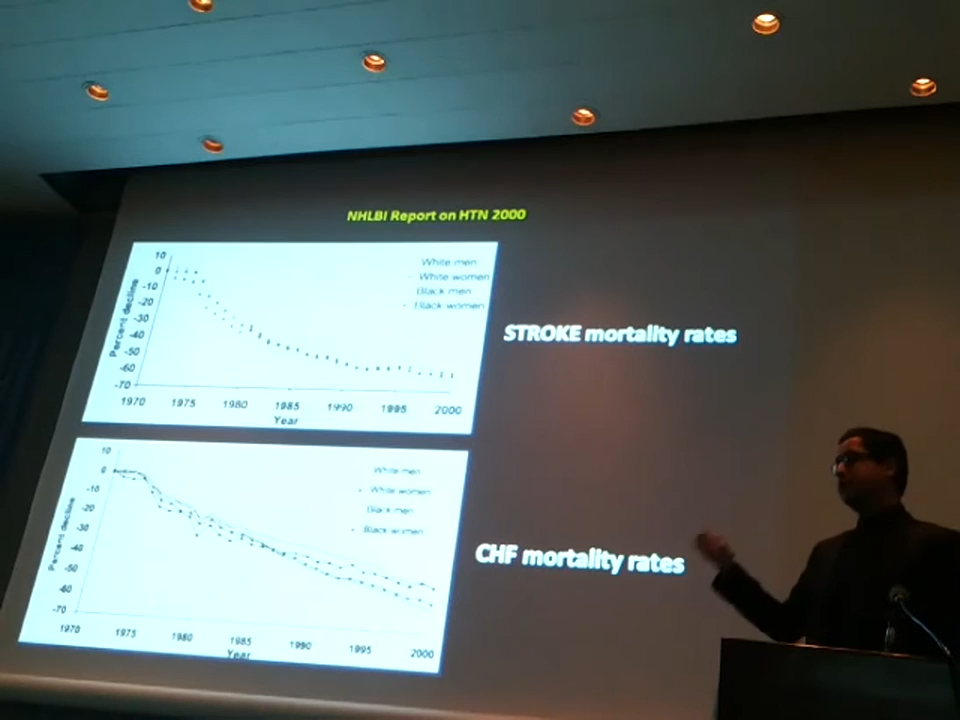 NHLBI Report on HTN 2000
10
0
-10
-20
-30
-40
-50
-60
-70
Percent decline
1970 1975 1980 1985 1990 1995 2000
Year
White men
White women
Black men
Black women
STROKE mortality rates
10
0
-10
-20
-30
-40
-50
-60
-70
Percent decline
1970 1975 1980 1985 1990 1995 2000
Year
White men
White women
Black men
Black women
CHF mortality rates